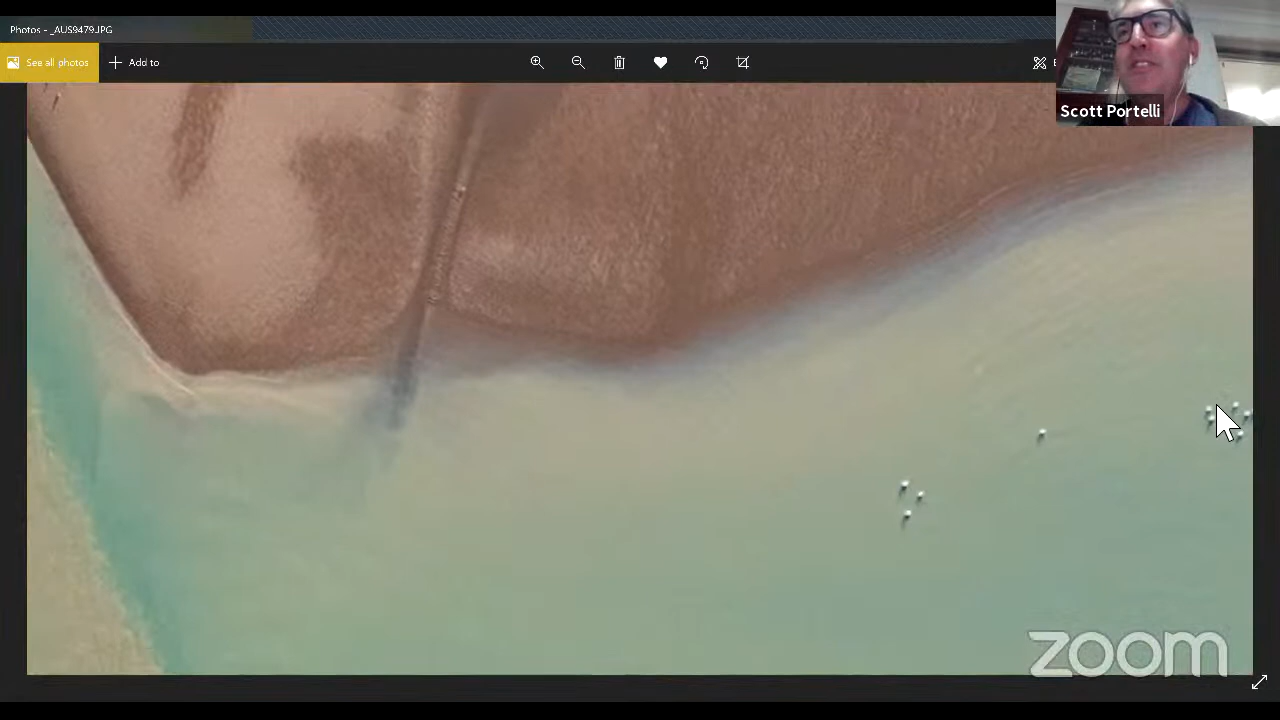 Photos - _AUS9479.JPG
See all photos
Add to
Scott Portelli
zoom